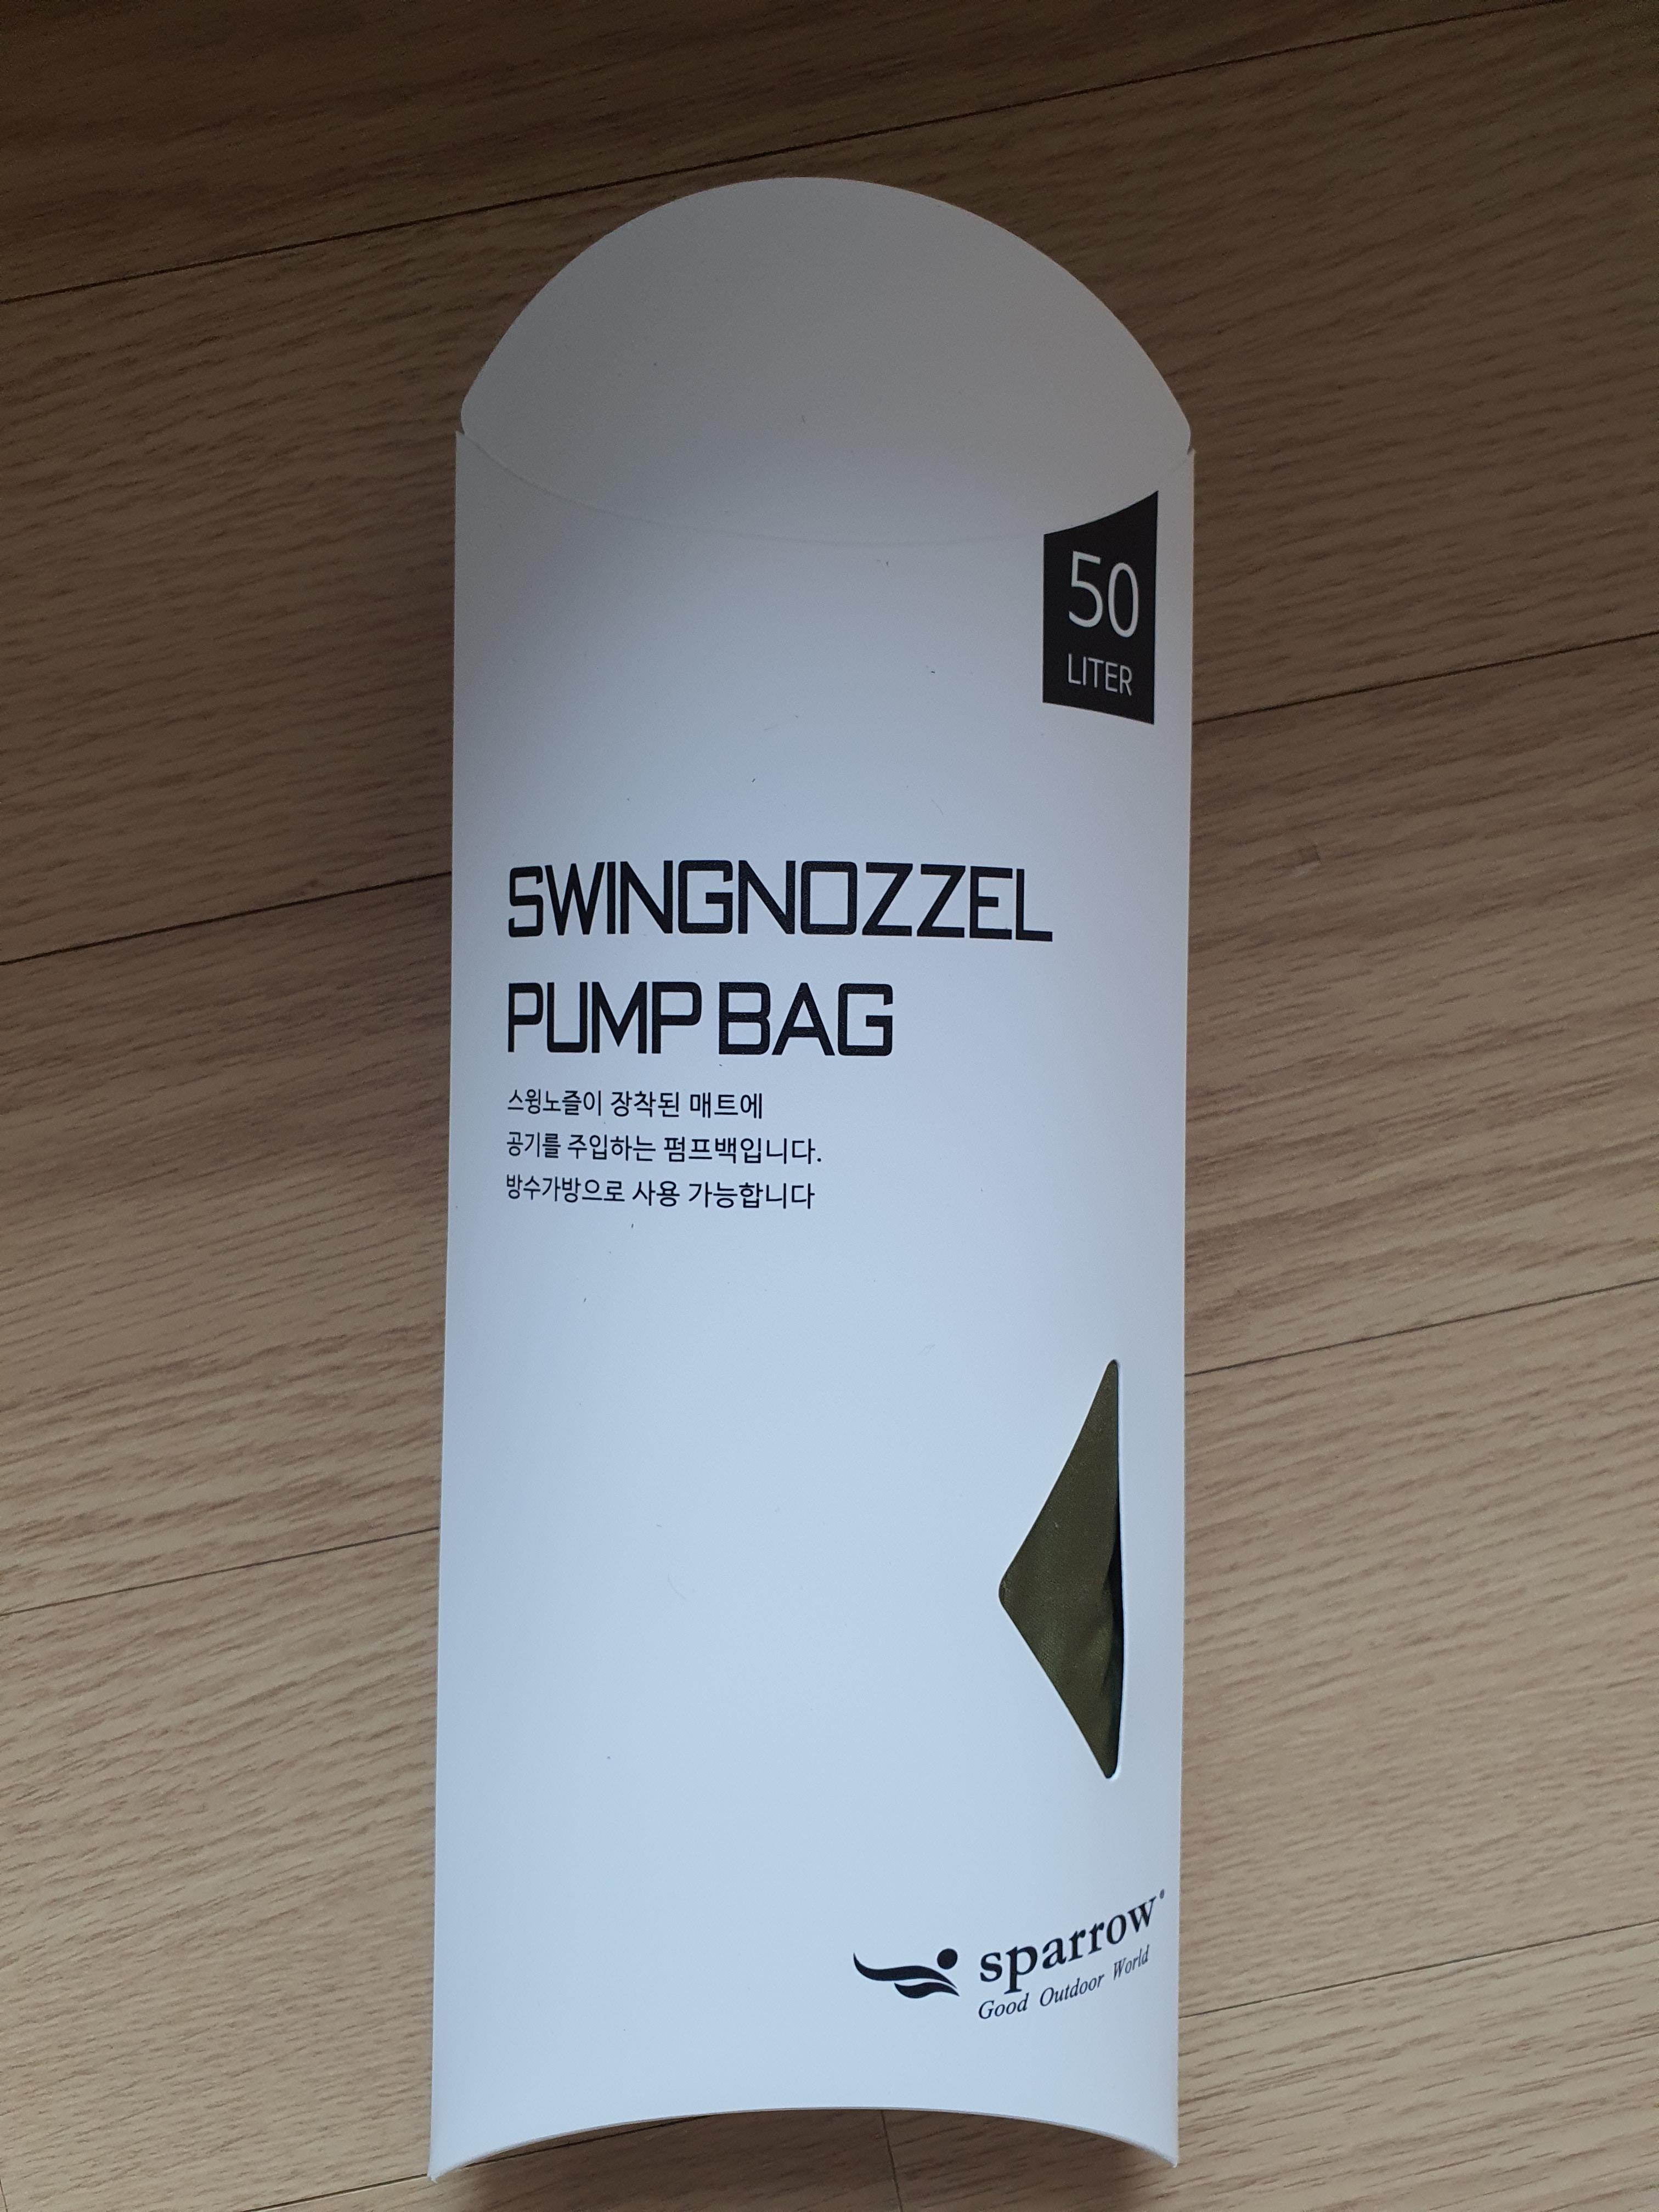 50
LITER
SWINGNOZZEL
PUMP BAG
스윙노즐이 장착된 매트에
공기를 주입하는 펌프백입니다.
방수가방으로 사용 가능합니다
sparrow
Good Outdoor World